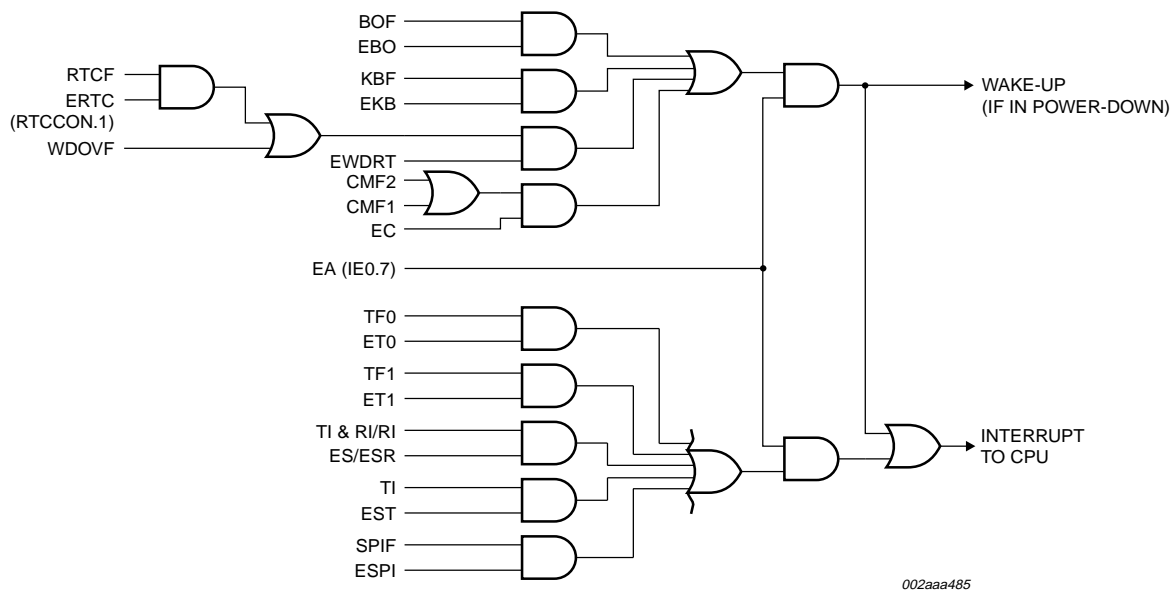 BOF
EBO
RTCF
ERTC
(RTCCON.1)
WDOVF
KBF
EKB
EWDRT
CMF2
CMF1
EC
EA (IE0.7)
TF0
ET0
TF1
ET1
TI & RI/RI
ES/ESR
TI
EST
SPIF
ESPI
WAKE-UP
(IF IN POWER-DOWN)
INTERRUPT
TO CPU
002aaa485